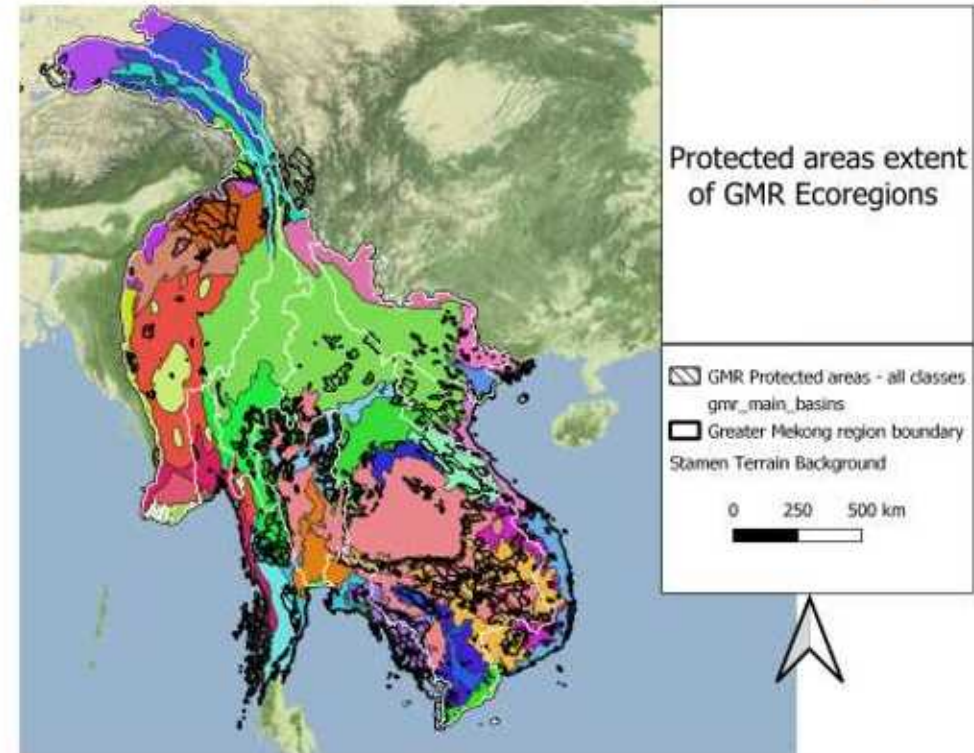 Protected areas extent
of GMR Ecoregions
GMR Protected areas - all classes
gmr_main_basins
Greater Mekong region boundary
Stamen Terrain Background
0 250 500 km